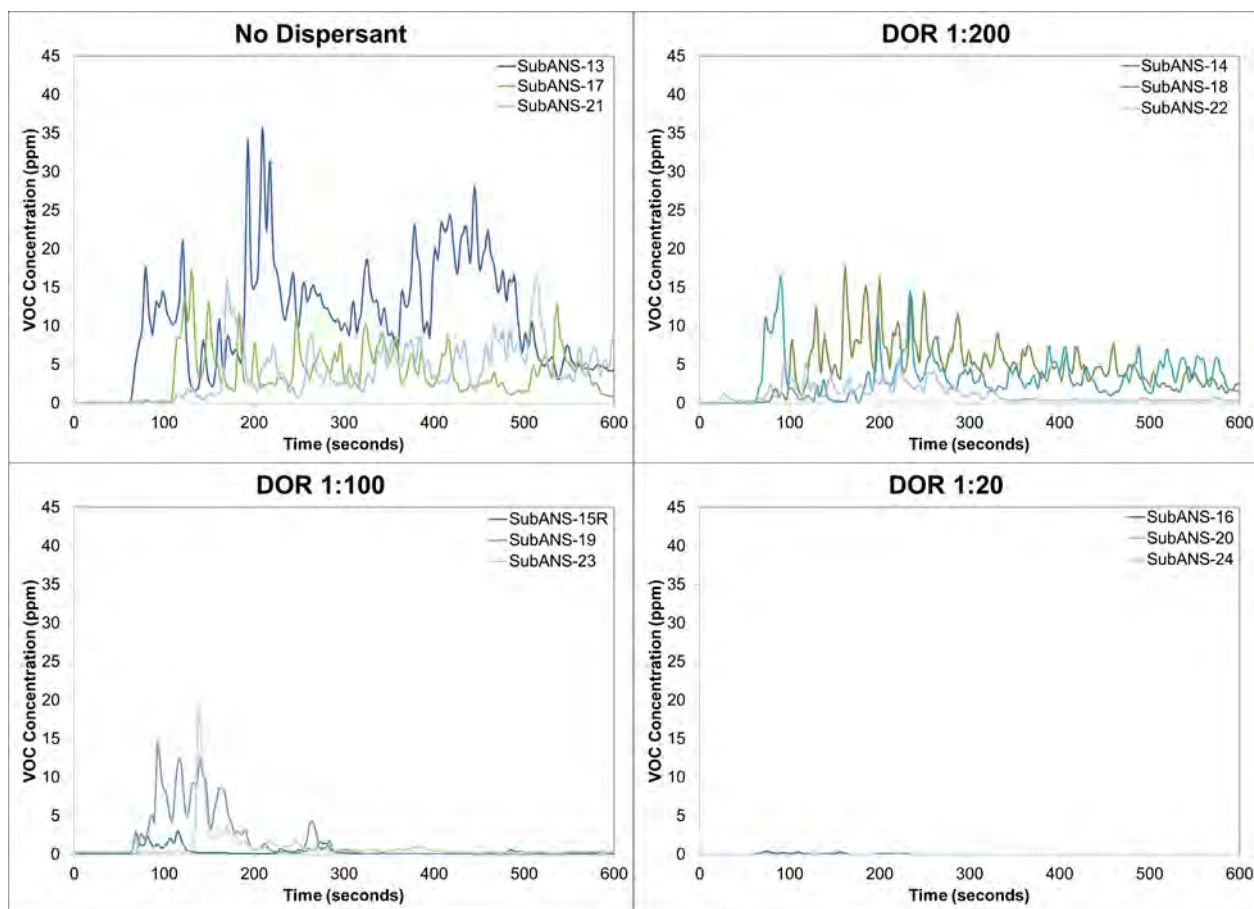 No Dispersant
45
40
35
30
25
20
15
10
5
0
VOC Concentration (ppm)
SubANS-13
SubANS-17
SubANS-21
0 100 200 300 400 500 600
Time (seconds)
DOR 1:200
45
40
35
30
25
20
15
10
5
0
VOC Concentration (ppm)
SubANS-14
SubANS-18
SubANS-22
0 100 200 300 400 500 600
Time (seconds)
DOR 1:100
45
40
35
30
25
20
15
10
5
0
VOC Concentration (ppm)
SubANS-15R
SubANS-19
SubANS-23
0 100 200 300 400 500 600
Time (seconds)
DOR 1:20
45
40
35
30
25
20
15
10
5
0
VOC Concentration (ppm)
SubANS-16
SubANS-20
SubANS-24
0 100 200 300 400 500 600
Time (seconds)